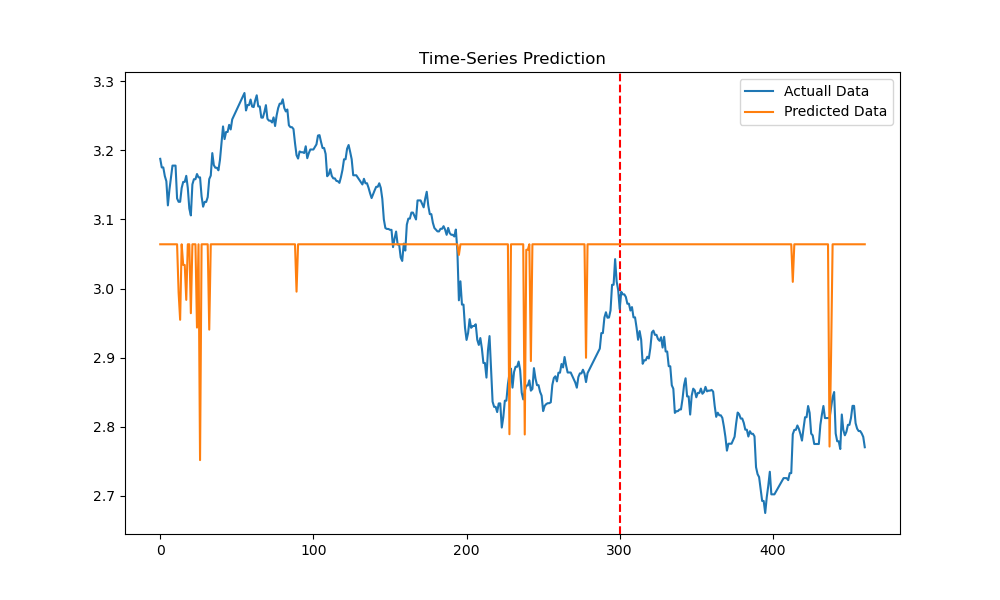 Time-Series Prediction
Actuall Data
Predicted Data
3.3
3.2
3.1
3.0
2.9
2.8
2.7
0 100 200 300 400